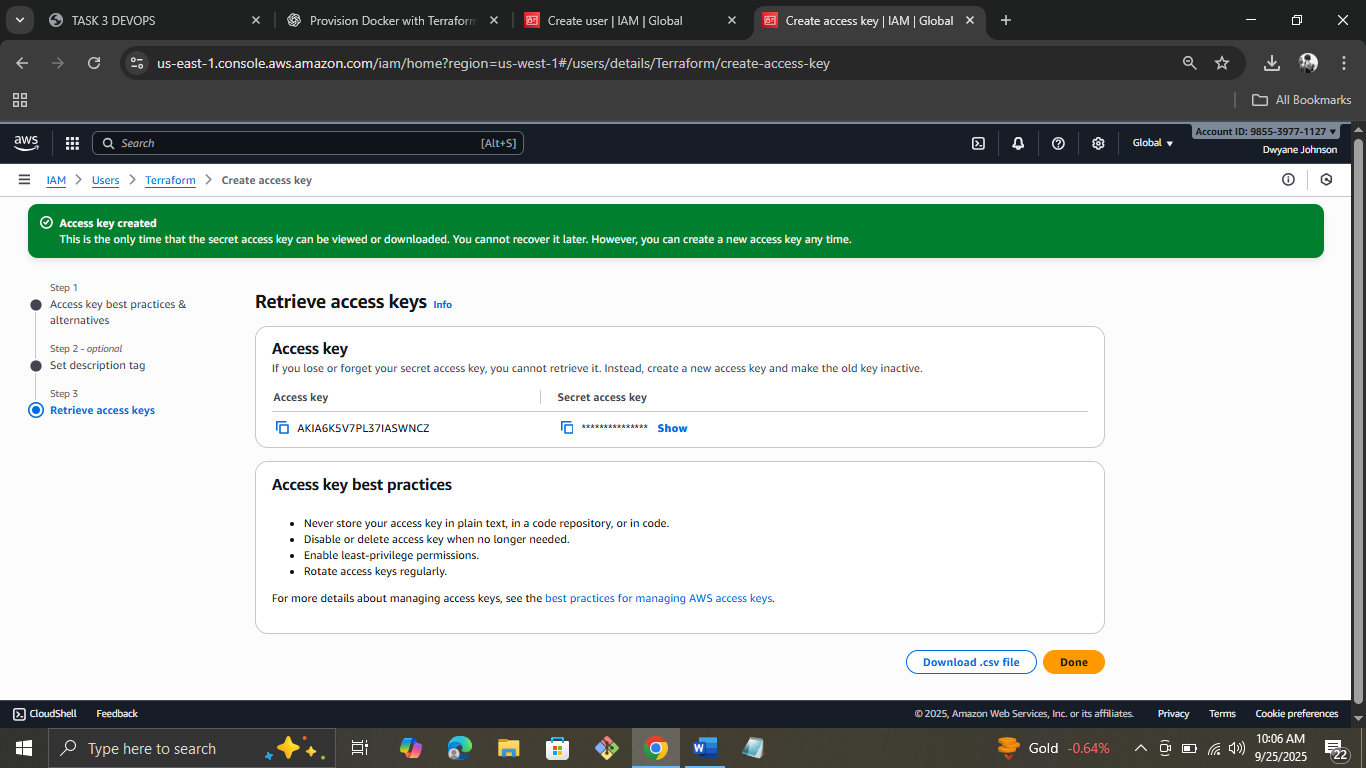 TASK 3 DEVOPS
Provision Docker with Terraform
Create user | IAM | Global
Create access key | IAM | Global
us-east-1.console.aws.amazon.com/iam/home?region=us-west-1#/users/details/Terraform/create-access-key
All Bookmarks
aws
Search
[Alt+S]
Global
Account ID: 9855-3977-1127
Dwyane Johnson
IAM
Users
Terraform
Create access key
Access key created
This is the only time that the secret access key can be viewed or downloaded. You cannot recover it later. However, you can create a new access key any time.
Step 1
Access key best practices &
alternatives
Step 2 - optional
Set description tag
Step 3
Retrieve access keys
Retrieve access keys Info
Access key
If you lose or forget your secret access key, you cannot retrieve it. Instead, create a new access key and make the old key inactive.
Access key
Secret access key
AKIA6K5V7PL37IASWNCZ
*************** Show
Access key best practices
• Never store your access key in plain text, in a code repository, or in code.
• Disable or delete access key when no longer needed.
• Enable least-privilege permissions.
• Rotate access keys regularly.
For more details about managing access keys, see the best practices for managing AWS access keys.
Download .csv file
Done
CloudShell
Feedback
© 2025, Amazon Web Services, Inc. or its affiliates.
Privacy
Terms
Cookie preferences
Type here to search
Gold -0.64%
10:06 AM
9/25/2025
22